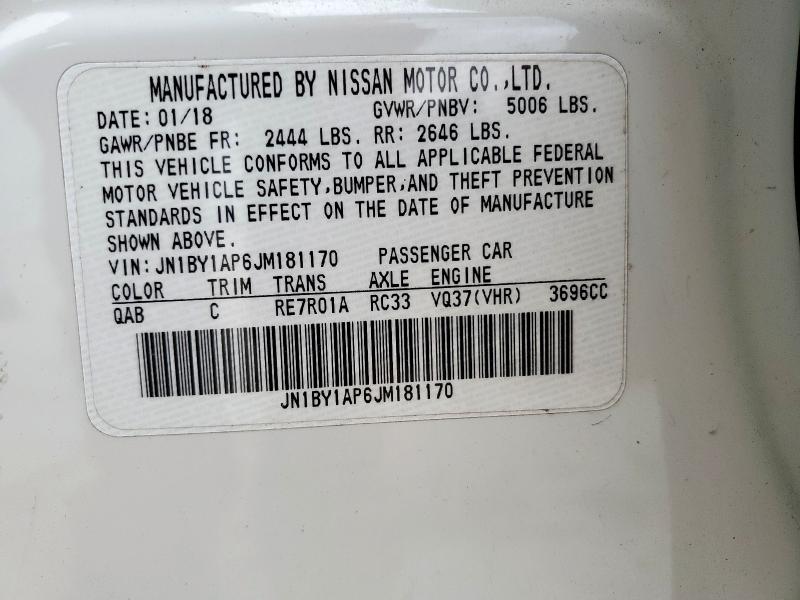 MANUFACTURED BY NISSAN MOTOR CO.,LTD.
DATE: 01/18 GVWR/PNBV: 5006 LBS.
GAWR/PNBE FR: 2444 LBS. RR: 2646 LBS.
THIS VEHICLE CONFORMS TO ALL APPLICABLE FEDERAL
MOTOR VEHICLE SAFETY,BUMPER,AND THEFT PREVENTION
STANDARDS IN EFFECT ON THE DATE OF MANUFACTURE
SHOWN ABOVE.
VIN:JN1BY1AP6JM181170 PASSENGER CAR
COLOR TRIM TRANS AXLE ENGINE
QAB C RE7R01A RC33 VQ37(VHR) 3696CC
JN1BY1AP6JM181170